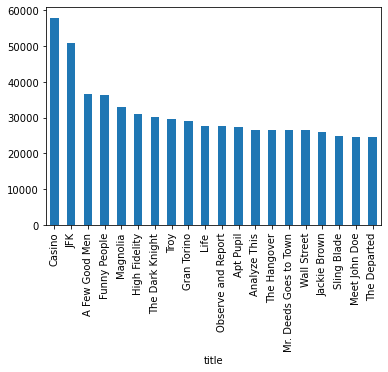 60000
50000
40000
30000
20000
10000
0
Casino
JFK
A Few Good Men
Funny People
Magnolia
High Fidelity
The Dark Knight
Troy
Gran Torino
Life
Observe and Report
Apt Pupil
Analyze This
The Hangover
Mr. Deeds Goes to Town
Wall Street
Jackie Brown
Sling Blade
Meet John Doe
The Departed
title